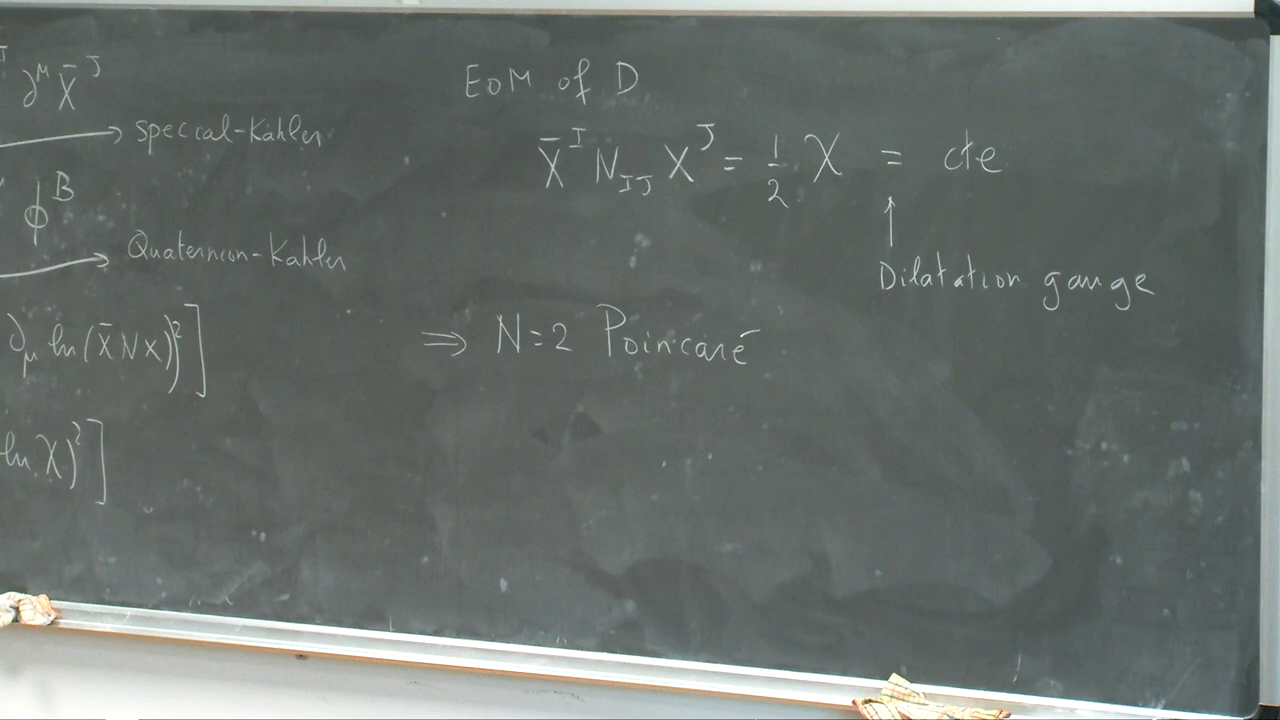 ∂^μ X̄^J
→ special-Kahler
ϕ^B
→ Quaternion-Kahler
∂_μ ln(X̄NX))²]
ln χ)²]
EoM of D
X̄^I N_IJ X^J = 1/2 χ = cte
↑
Dilatation gauge
⇒ N=2 Poincaré